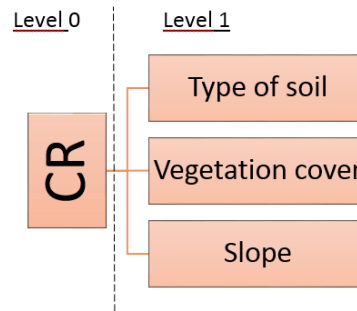 Level 0
Level 1
CR
Type of soil
Vegetation cover
Slope